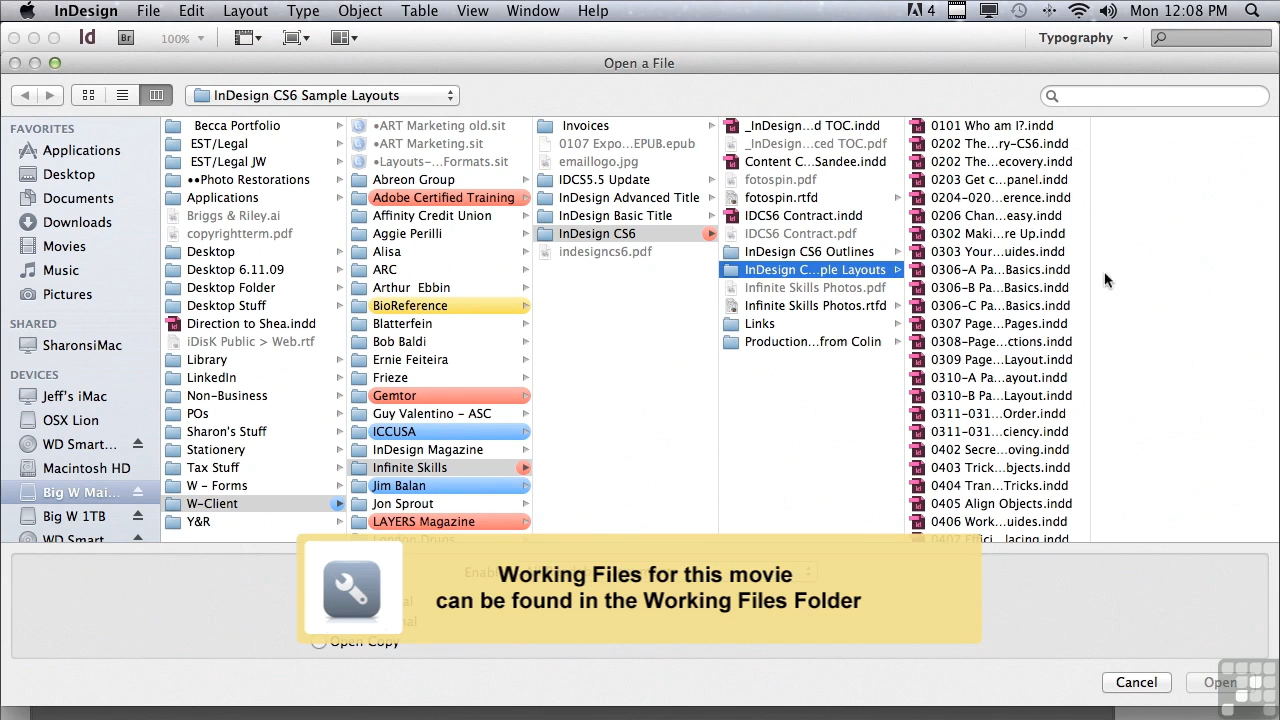 InDesign File Edit Layout Type Object Table View Window Help 4 Mon 12:08 PM
Id Br 100% Typography
Open a File
InDesign CS6 Sample Layouts
FAVORITES
Applications
Desktop
Documents
Downloads
Movies
Music
Pictures
SHARED
SharonsiMac
DEVICES
Jeff's iMac
OSX Lion
WD Smart...
Macintosh HD
Big W Mai...
Big W 1TB
WD Smart
Becca Portfolio
EST/Legal
EST/Legal JW
••Photo Restorations
Applications
Briggs & Riley.ai
copyrightterm.pdf
Desktop
Desktop 6.11.09
Desktop Folder
Desktop Stuff
Direction to Shea.indd
iDisK Public > Web.rtf
Library
LinkedIn
Non-Business
POs
Sharon's Stuff
Stationery
Tax Stuff
W - Forms
W-Client
Y&R
•ART Marketing old.sit
•ART Marketing.sit
•Layouts-...Formats.sit
Abreon Group
Adobe Certified Training
Affinity Credit Union
Aggie Perilli
Alisa
ARC
Arthur Ebbin
BioReference
Blatterfein
Bob Baldi
Ernie Feiteira
Frieze
Gemtor
Guy Valentino - ASC
ICCUSA
InDesign Magazine
Infinite Skills
Jim Balan
Jon Sprout
LAYERS Magazine
Invoices
0107 Expo...EPUB.epub
emaillogo.jpg
IDCS5.5 Update
InDesign Advanced Title
InDesign Basic Title
InDesign CS6
indesigncs6.pdf
_InDesign...d TOC.indd
_InDesign...ced TOC.pdf
Content C...Sandee.indd
fotospin.pdf
fotospin.rtfd
IDCS6 Contract.indd
IDCS6 Contract.pdf
InDesign CS6 Outlines
InDesign C...ple Layouts
Infinite Skills Photos.pdf
Infinite Skills Photos.rtfd
Links
Production...from Colin
0101 Who am I?.indd
0202 The...ry-CS6.indd
0202 The...ecovery.indd
0203 Get c...panel.indd
0204-020...erence.indd
0206 Chan...easy.indd
0302 Maki...re Up.indd
0303 Your...uides.indd
0306-A Pa...Basics.indd
0306-B Pa...Basics.indd
0306-C Pa...Basics.indd
0307 Page...Pages.indd
0308-Page...ctions.indd
0309 Page...Layout.indd
0310-A Pa...ayout.indd
0310-B Pa...Layout.indd
0311-031...Order.indd
0311-031...ciency.indd
0402 Secre...oving.indd
0403 Trick...bjects.indd
0404 Tran...Tricks.indd
0405 Align Objects.indd
0406 Work...uides.indd
Working Files for this movie
can be found in the Working Files Folder
Open Copy
Cancel Open